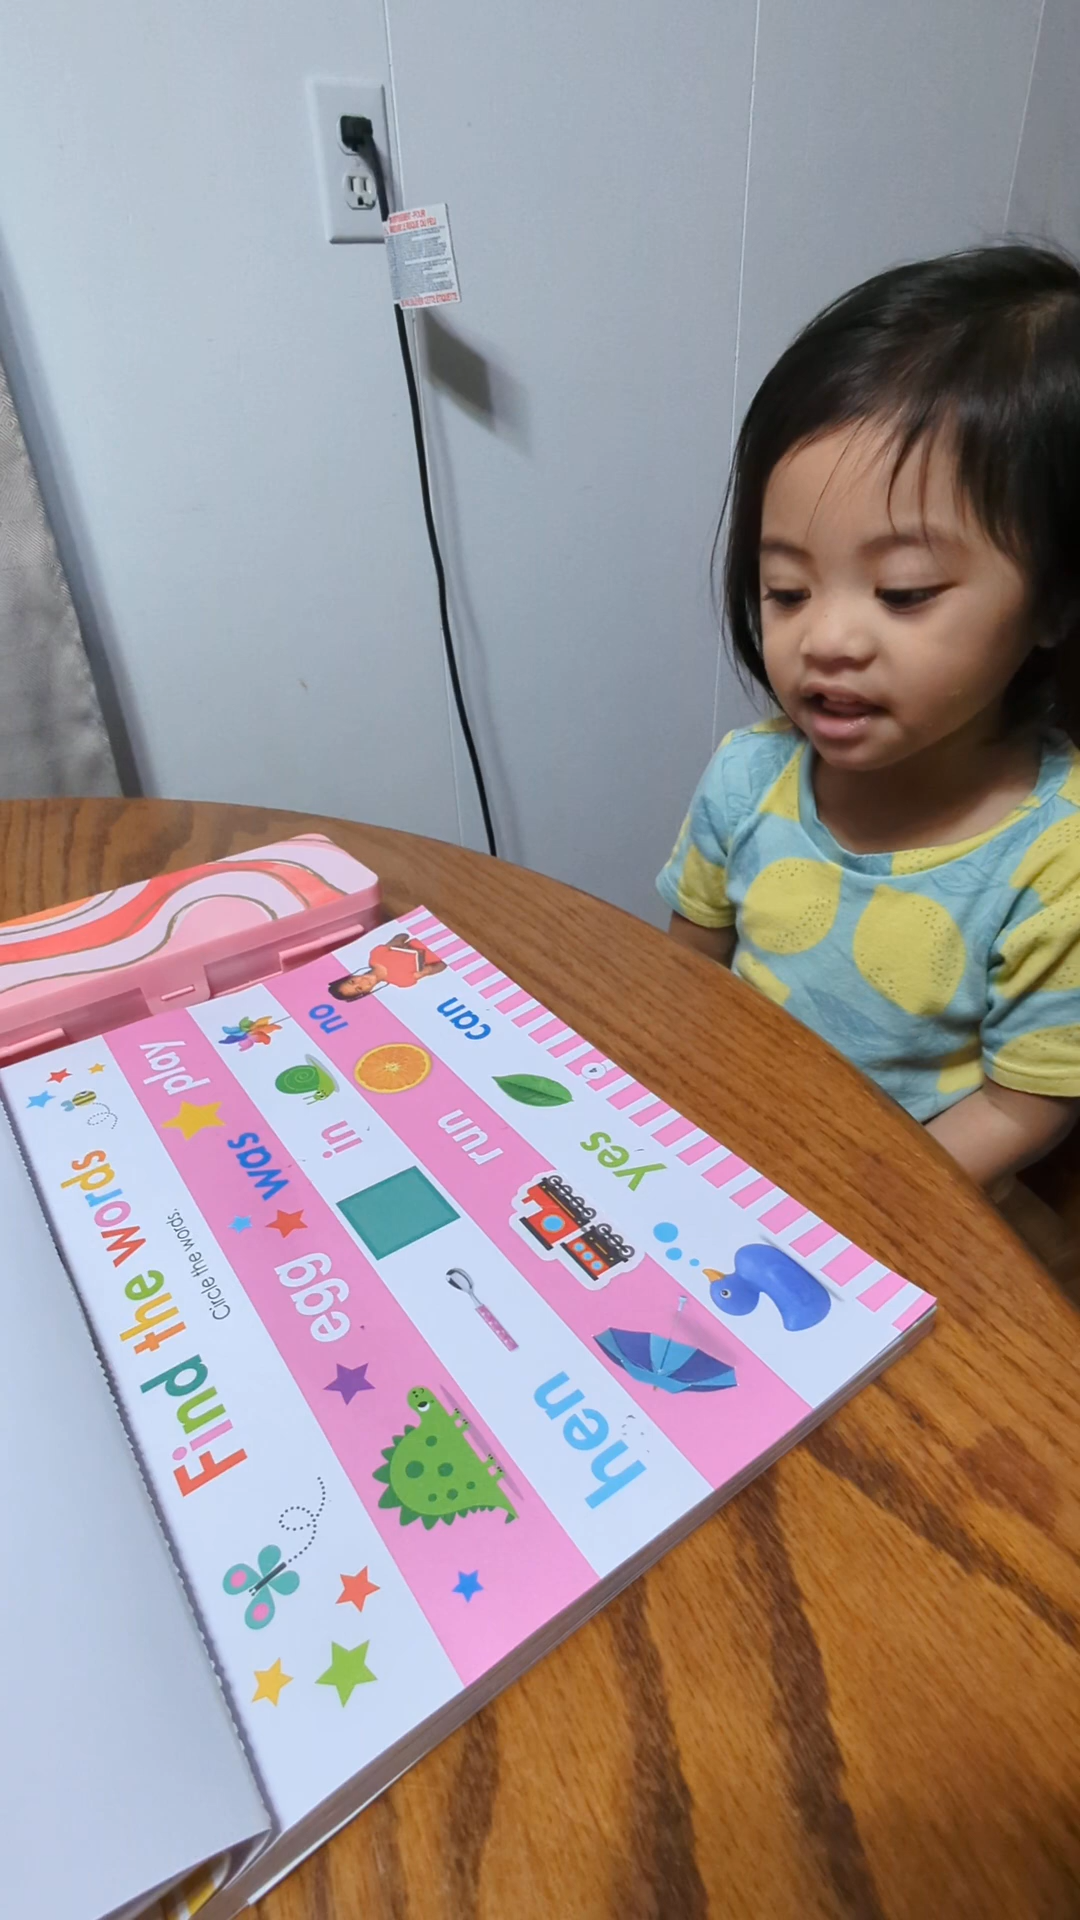 Find the words
Circle the words.
egg
was
play
hen
in
run
no
yes
can